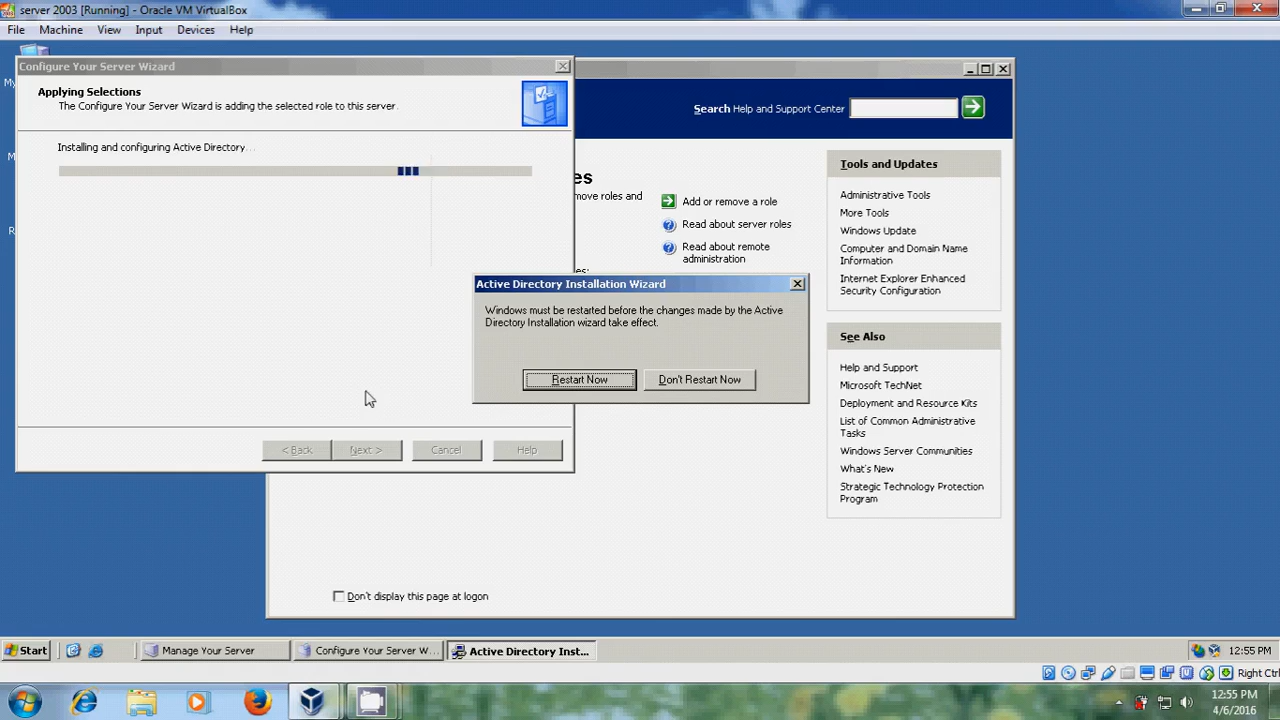 server 2003 [Running] - Oracle VM VirtualBox
File Machine View Input Devices Help
Configure Your Server Wizard
Applying Selections
The Configure Your Server Wizard is adding the selected role to this server.
Installing and configuring Active Directory...
< Back Next > Cancel Help
Search Help and Support Center
es
move roles and
Add or remove a role
Read about server roles
Read about remote
administration
Tools and Updates
Administrative Tools
More Tools
Windows Update
Computer and Domain Name
Information
Internet Explorer Enhanced
Security Configuration
See Also
Help and Support
Microsoft TechNet
Deployment and Resource Kits
List of Common Administrative
Tasks
Windows Server Communities
What's New
Strategic Technology Protection
Program
Active Directory Installation Wizard
Windows must be restarted before the changes made by the Active
Directory Installation wizard take effect.
Restart Now Don't Restart Now
Don't display this page at logon
Start Manage Your Server Configure Your Server W... Active Directory Inst... 12:55 PM
Right Ctrl
12:55 PM
4/6/2016